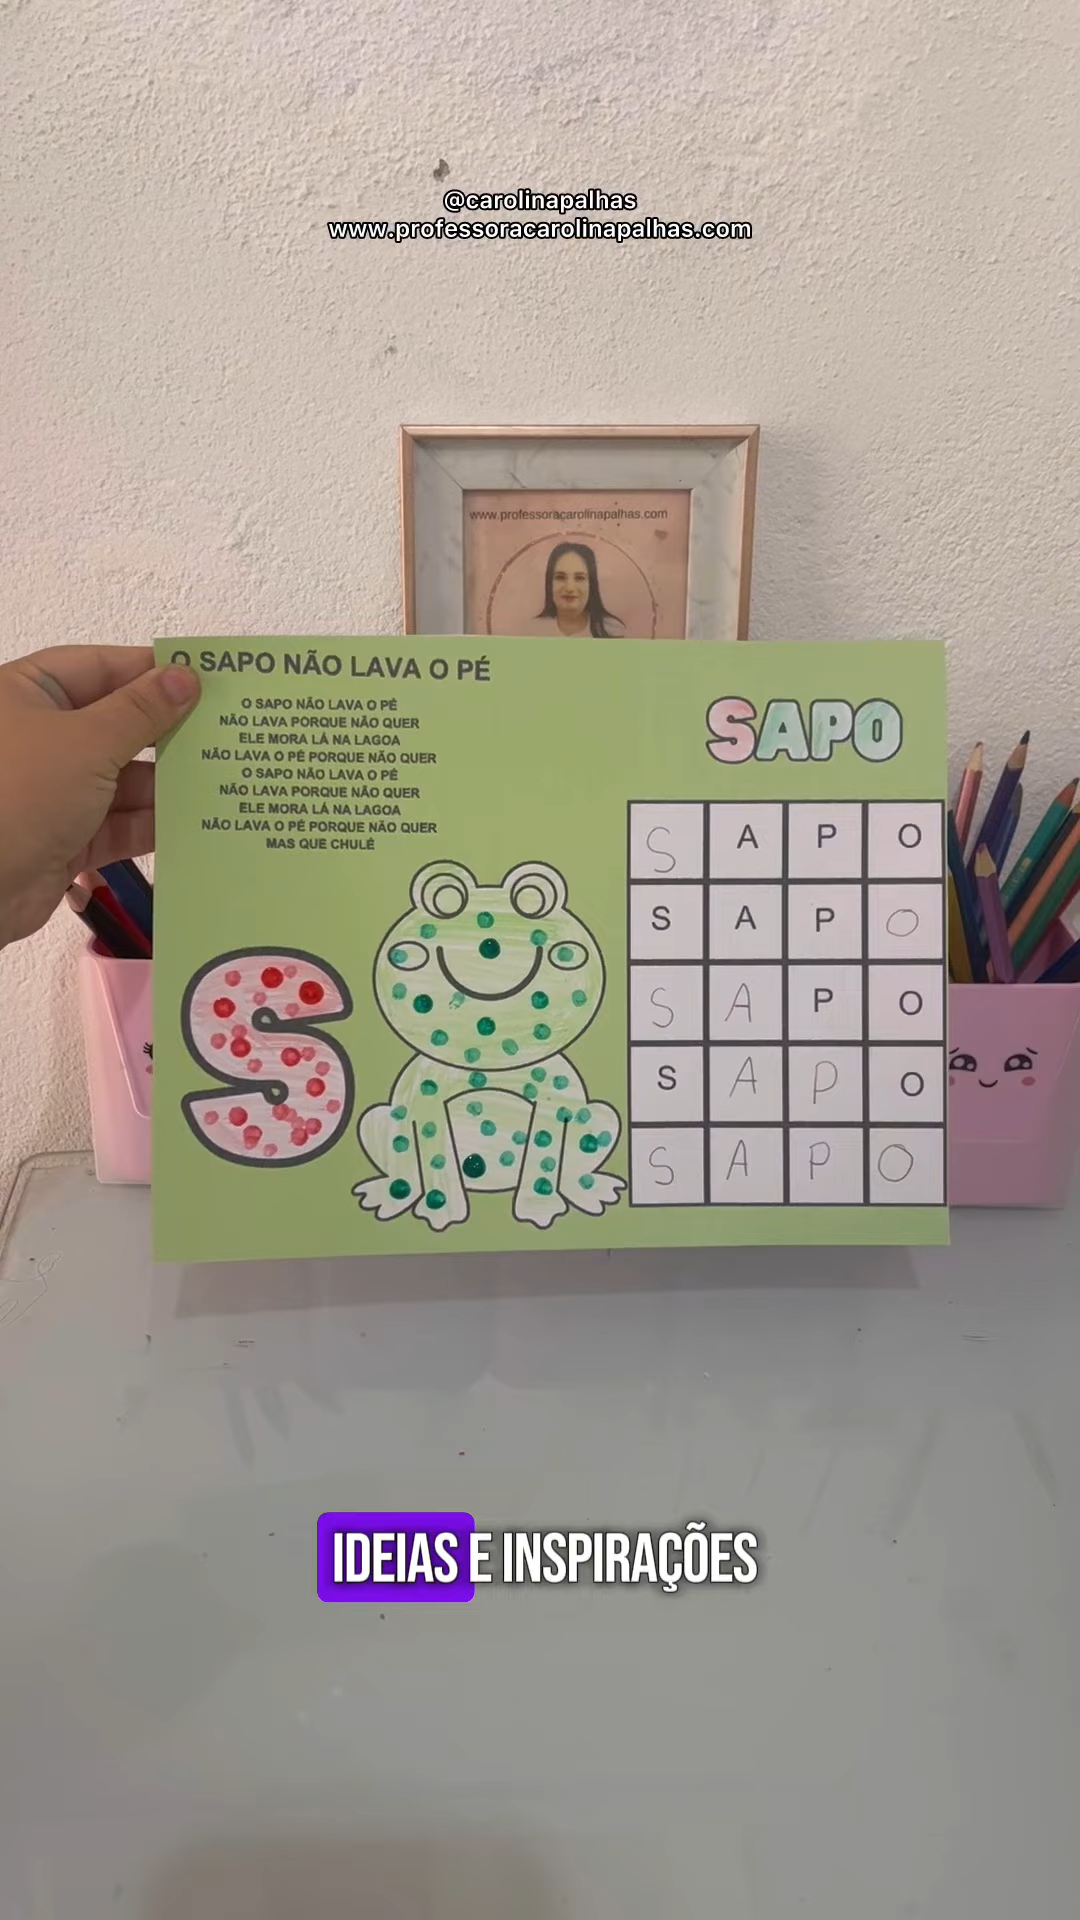 @carolinapalhas
www.professoracarolinapalhas.com
www.professoracarolinapalhas.com
O SAPO NÃO LAVA O PÉ
O SAPO NÃO LAVA O PÉ
NÃO LAVA PORQUE NÃO QUER
ELE MORA LÁ NA LAGOA
NÃO LAVA O PÉ PORQUE NÃO QUER
O SAPO NÃO LAVA O PÉ
NÃO LAVA PORQUE NÃO QUER
ELE MORA LÁ NA LAGOA
NÃO LAVA O PÉ PORQUE NÃO QUER
MAS QUE CHULÉ
S
SAPO
S A P O
S A P O
S A P O
S A P O
S A P O
IDEIAS E INSPIRAÇÕES